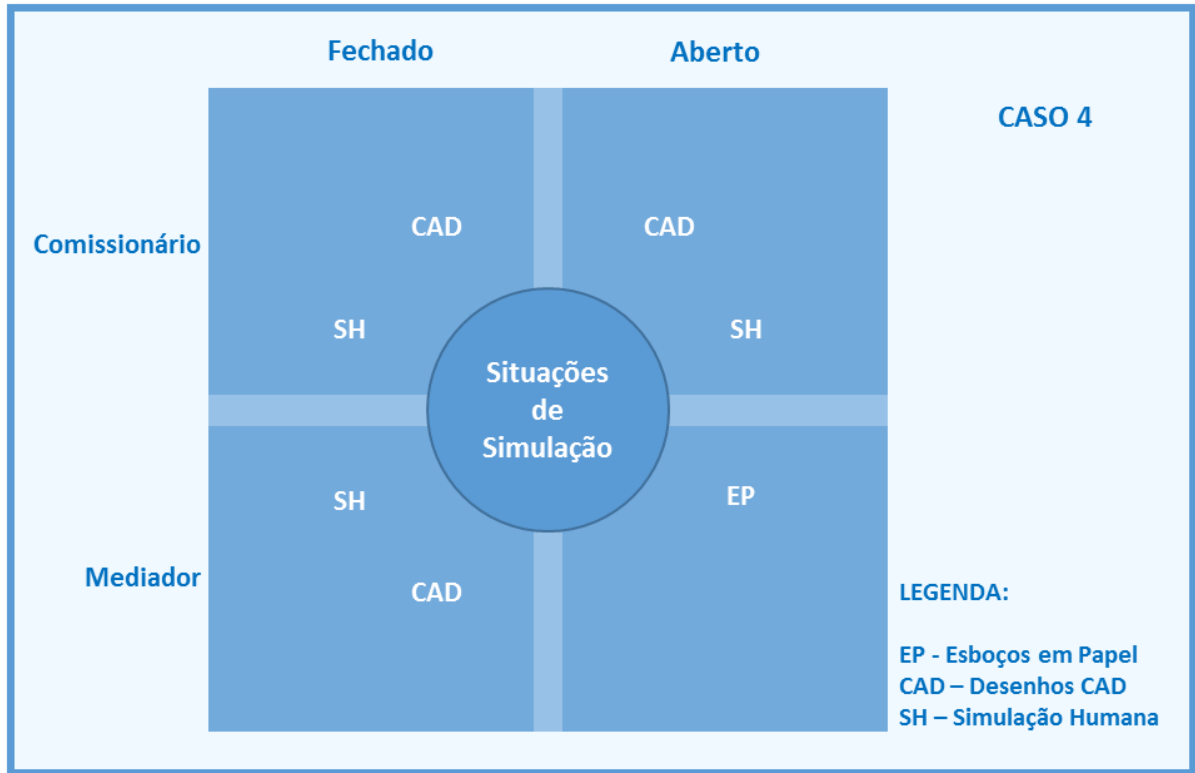 Fechado
Aberto
CASO 4
Comissionário
CAD
CAD
SH
SH
Situações
de
Simulação
SH
EP
Mediador
CAD
LEGENDA:
EP - Esboços em Papel
CAD – Desenhos CAD
SH – Simulação Humana